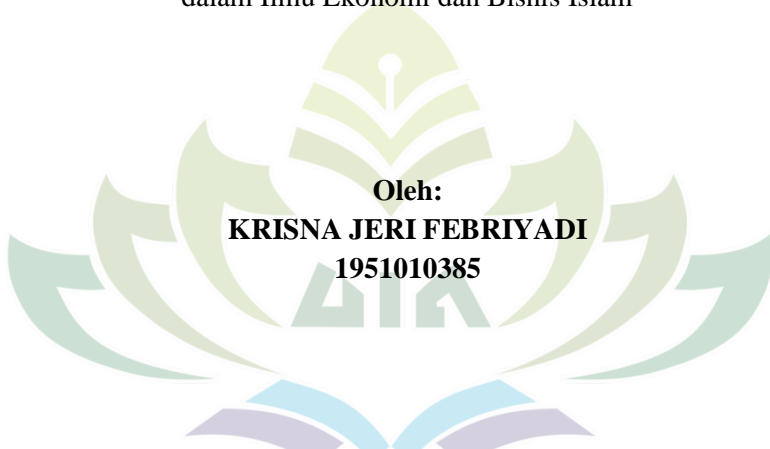 dalam Ilmu Ekonomi dan Bisnis Islam
Oleh:
KRISNA JERI FEBRIYADI
1951010385